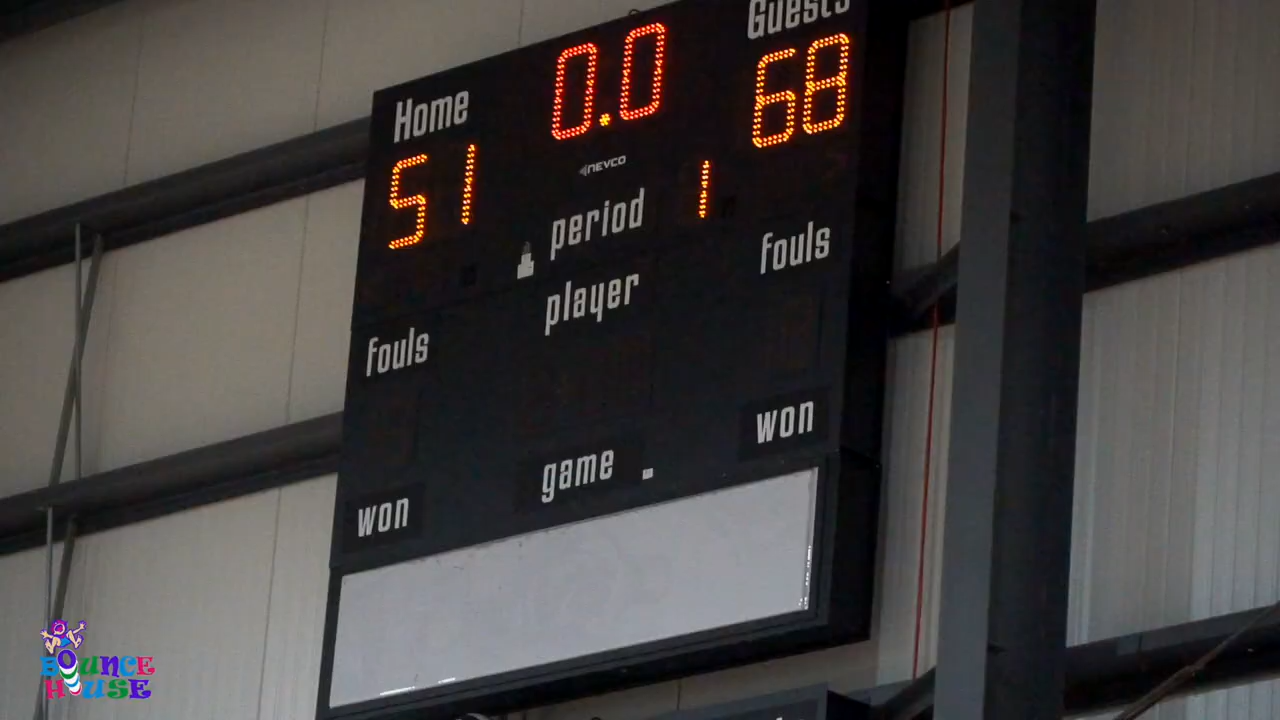 Home 0.0 Guests
51 68
NEVCO
period 1
fouls
player
fouls
won
game
won
BOUNCE
HOUSE